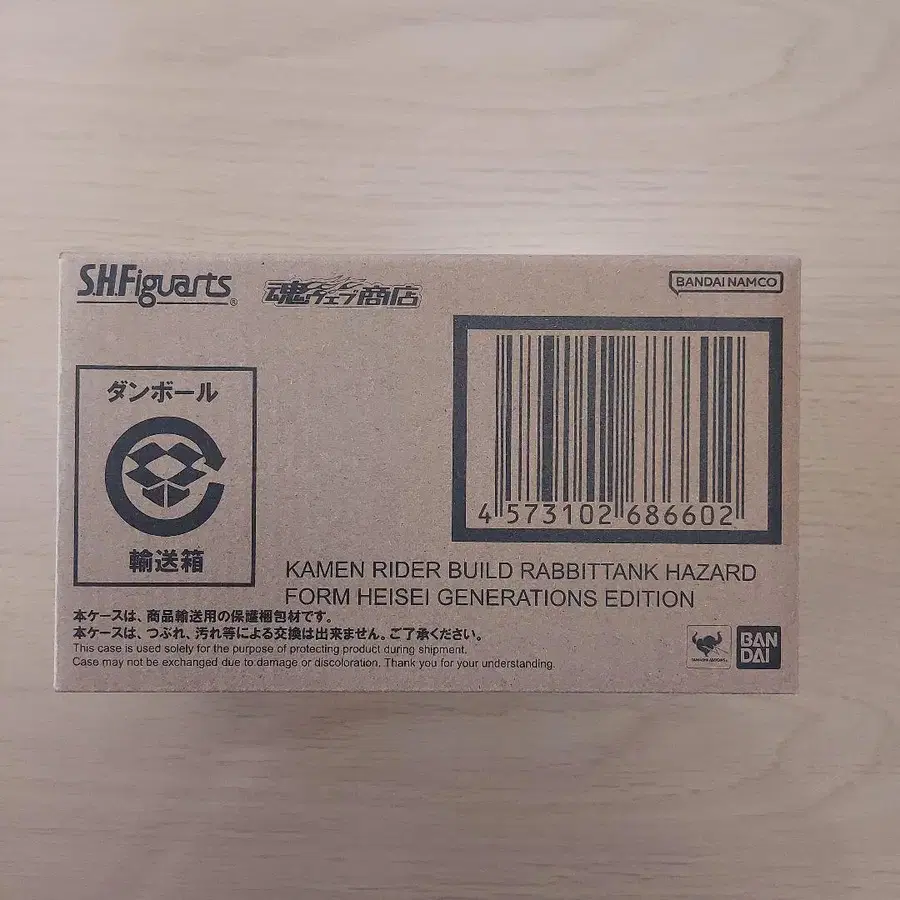 S.H.Figuarts®
魂ウェブ商店
BANDAI NAMCO
ダンボール
輸送箱
4 573102 686602
KAMEN RIDER BUILD RABBITTANK HAZARD
FORM HEISEI GENERATIONS EDITION
本ケースは、商品輸送用の保護梱包材です。
本ケースは、つぶれ、汚れ等による交換は出来ません。ご了承ください。
This case is used solely for the purpose of protecting product during shipment.
Case may not be exchanged due to damage or discoloration. Thank you for your understanding.
BAN
DAI